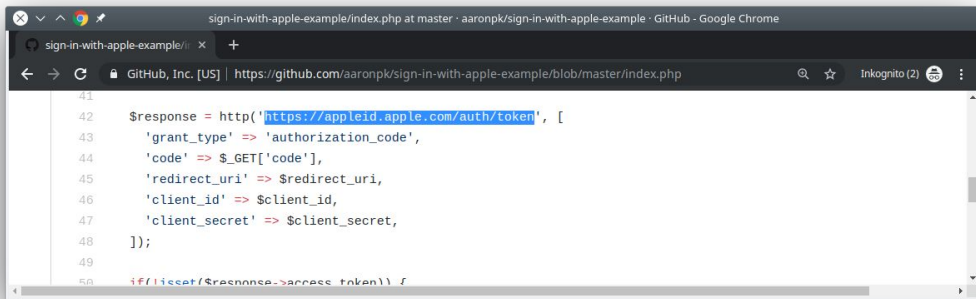 sign-in-with-apple-example/index.php at master · aaronpk/sign-in-with-apple-example · GitHub - Google Chrome
sign-in-with-apple-example/ir
GitHub, Inc. [US] | https://github.com/aaronpk/sign-in-with-apple-example/blob/master/index.php Inkognito (2)
41
42 $response = http('https://appleid.apple.com/auth/token', [
43 'grant_type' => 'authorization_code',
44 'code' => $_GET['code'],
45 'redirect_uri' => $redirect_uri,
46 'client_id' => $client_id,
47 'client_secret' => $client_secret,
48 ]);
49
50 if(!isset($response->access_token)) {